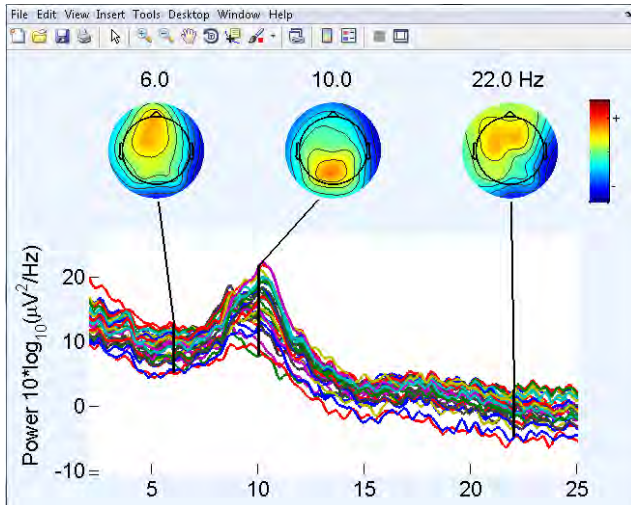 File Edit View Insert Tools Desktop Window Help
6.0 10.0 22.0 Hz
+
-
Power 10*log10(μV²/Hz)
20
10
0
-10
5 10 15 20 25